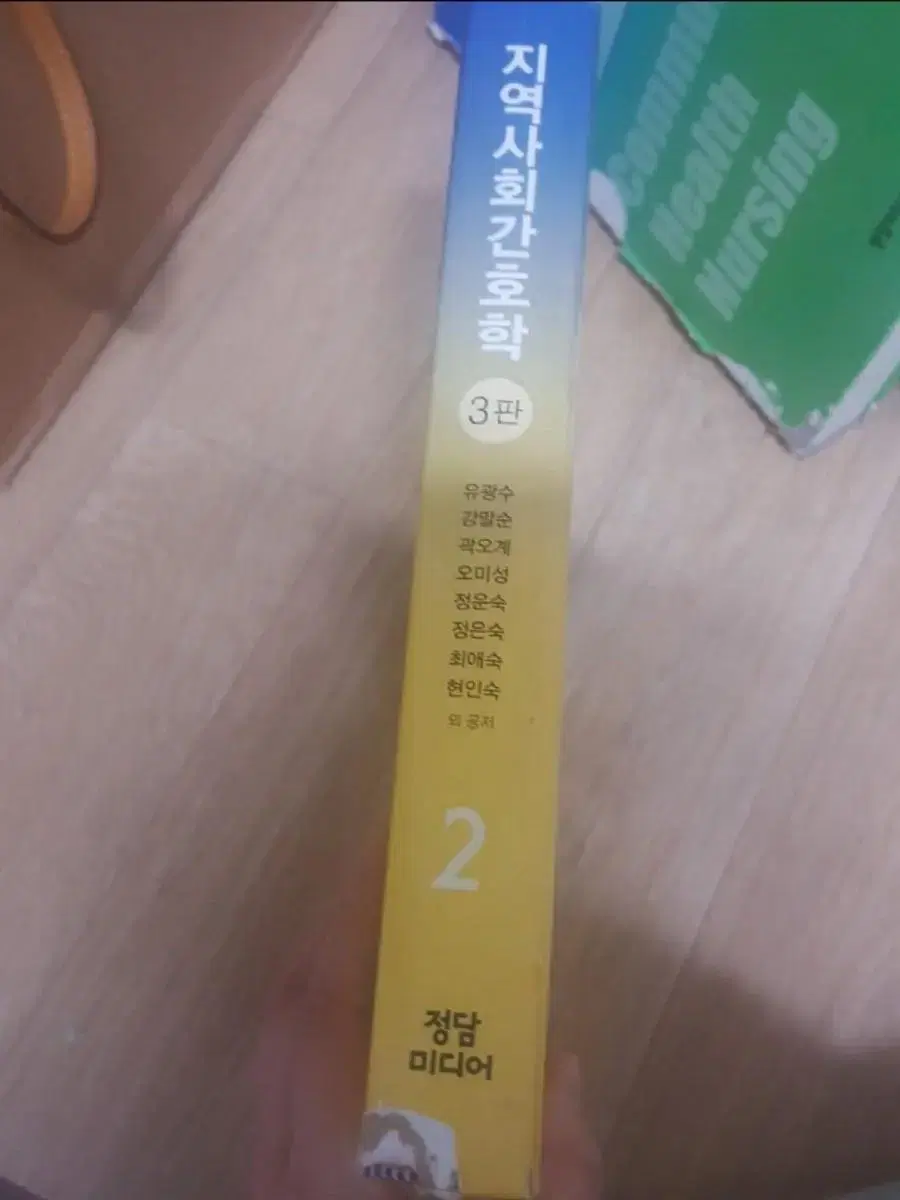 지역사회간호학
3판
유광수
강말순
곽오계
오미성
정운숙
정은숙
최애숙
현인숙
외 공저
2
정담
미디어
Health
Nursing